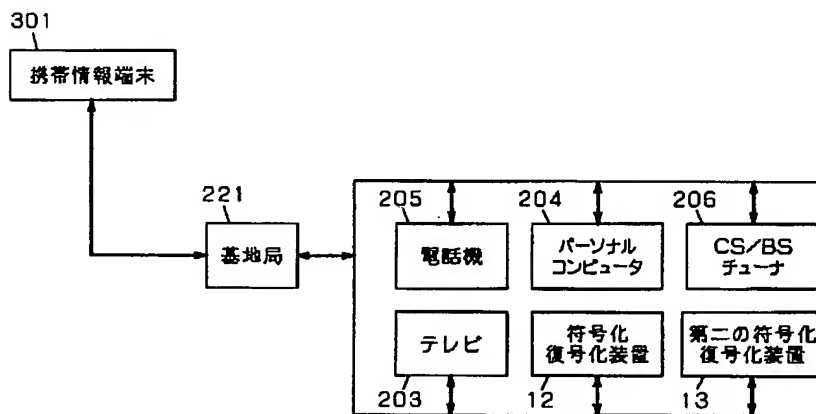 301
携帯情報端末
221
基地局
205
電話機
204
パーソナル
コンピュータ
206
CS/BS
チューナ
テレビ
203
符号化
復号化装置
12
第二の符号化
復号化装置
13